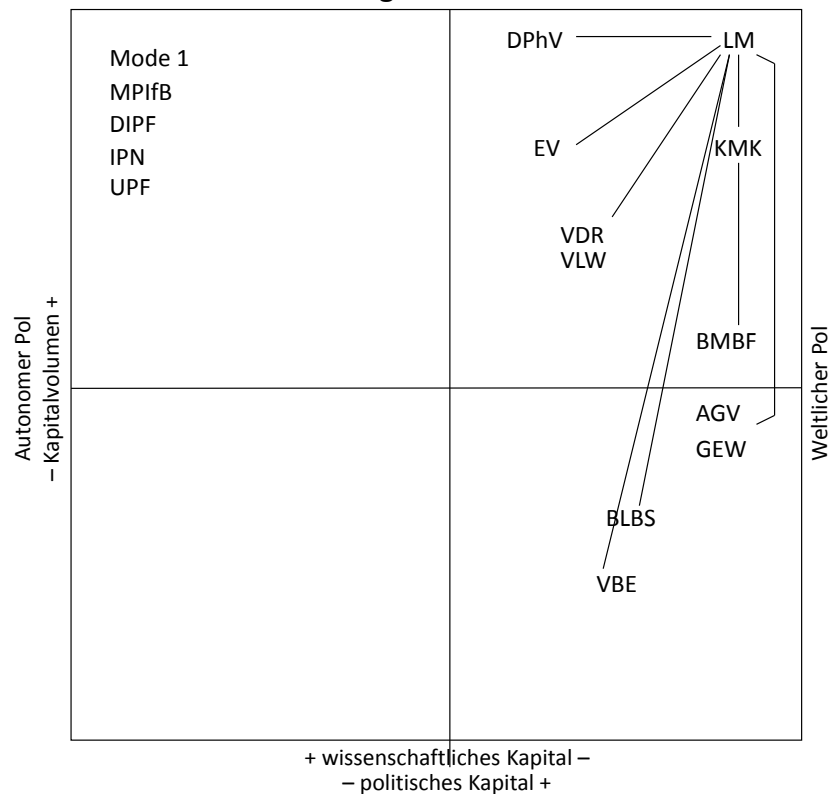 Mode 1
MPIfB
DIPF
IPN
UPF
DPhV
LM
EV
KMK
VDR
VLW
BMBF
AGV
GEW
BLBS
VBE
Autonomer Pol
– Kapitalvolumen +
Weltlicher Pol
+ wissenschaftliches Kapital –
– politisches Kapital +